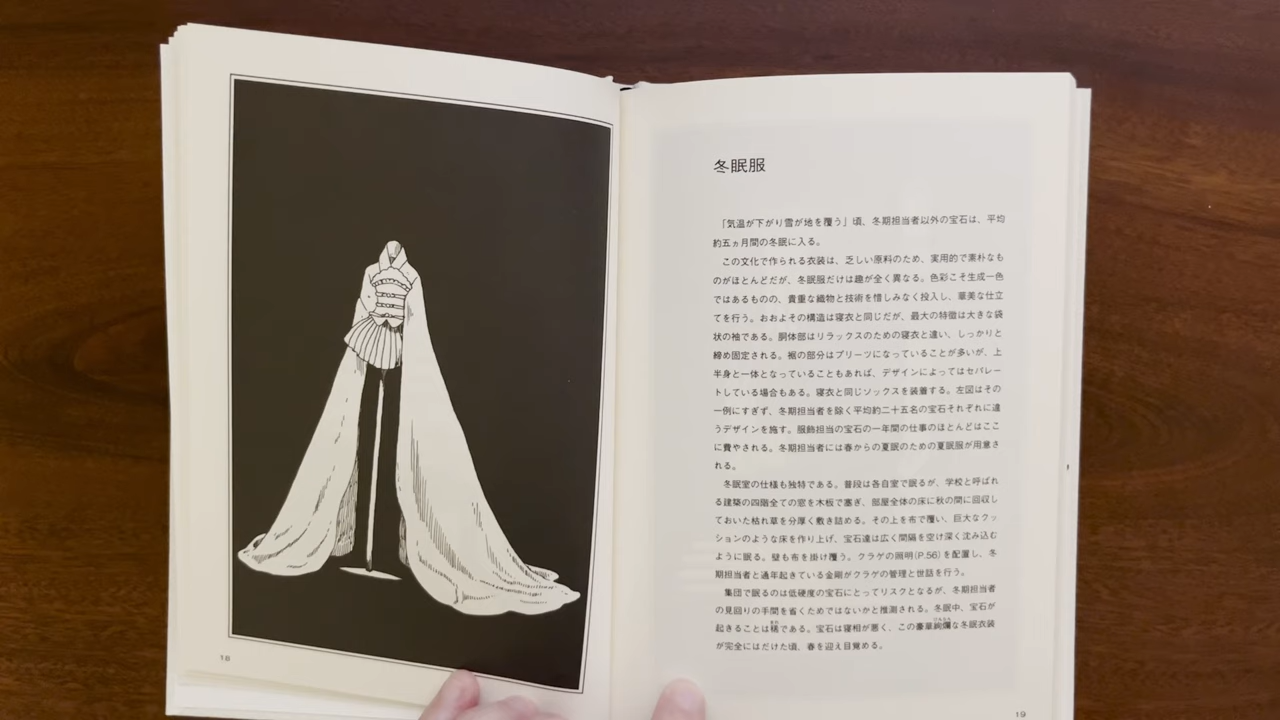 冬眠服
「気温が下がり雪が地を覆う」頃、冬期担当者以外の宝石は、平均
約五ヵ月間の冬眠に入る。
この文化で作られる衣装は、乏しい原料のため、実用的で素朴なも
のがほとんどだが、冬眠服だけは趣が全く異なる。色彩こそ生成一色
ではあるものの、貴重な織物と技術を惜しみなく投入し、華美な仕立
てを行う。おおよその構造は寝衣と同じだが、最大の特徴は大きな袋
状の袖である。胴体部はリラックスのための寝衣と違い、しっかりと
締め固定される。裾の部分はプリーツになっていることが多いが、上
半身と一体となっていることもあれば、デザインによってはセパレー
トしている場合もある。寝衣と同じソックスを装着する。左図はその
一例にすぎず、冬期担当者を除く平均約二十五名の宝石それぞれに違
うデザインを施す。服飾担当の宝石の一年間の仕事のほとんどはここ
に費やされる。冬期担当者には春からの夏眠のための夏眠服が用意さ
れる。
冬眠室の仕様も独特である。普段は各自室で眠るが、学校と呼ばれ
る建築の四階全ての窓を木板で塞ぎ、部屋全体の床に秋の間に回収し
ておいた枯れ草を分厚く敷き詰める。その上を布で覆い、巨大なクッ
ションのような床を作り上げ、宝石達は広く間隔を空け深く沈み込む
ように眠る。壁も布を掛け覆う。クラゲの照明(P.56)を配置し、冬
期担当者と通年起きている金剛がクラゲの管理と世話を行う。
集団で眠るのは低硬度の宝石にとってリスクとなるが、冬期担当者
の見回りの手間を省くためではないかと推測される。冬眠中、宝石が
起きることは稀である。宝石は寝相が悪く、この豪華絢爛な冬眠衣装
が完全にはだけた頃、春を迎え目覚める。
18
19